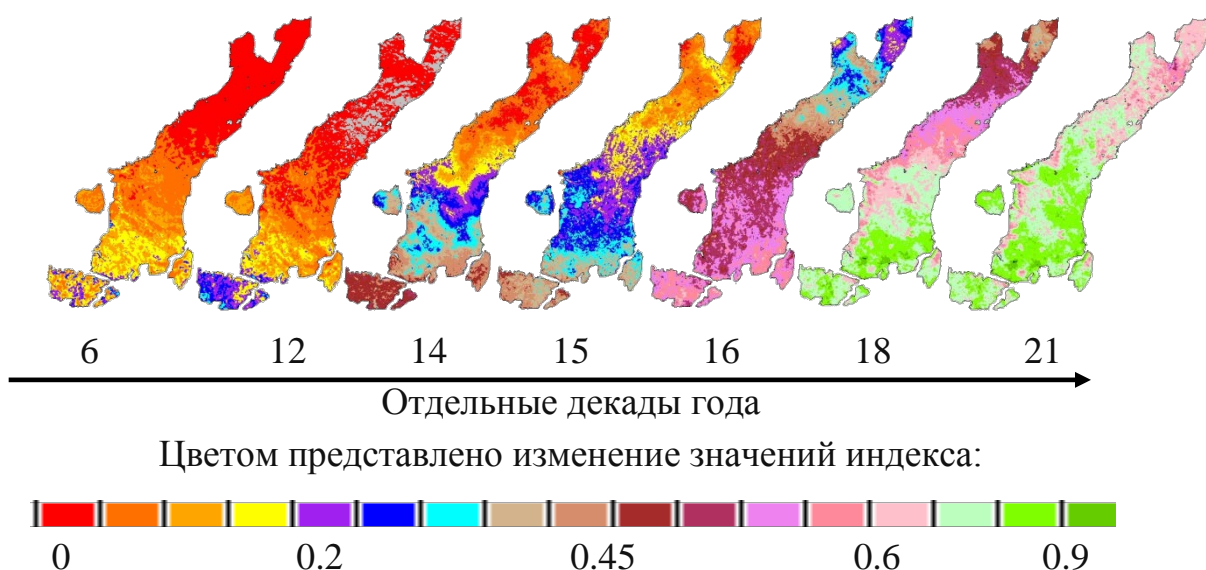 6 12 14 15 16 18 21
Отдельные декады года
Цветом представлено изменение значений индекса:
0 0.2 0.45 0.6 0.9